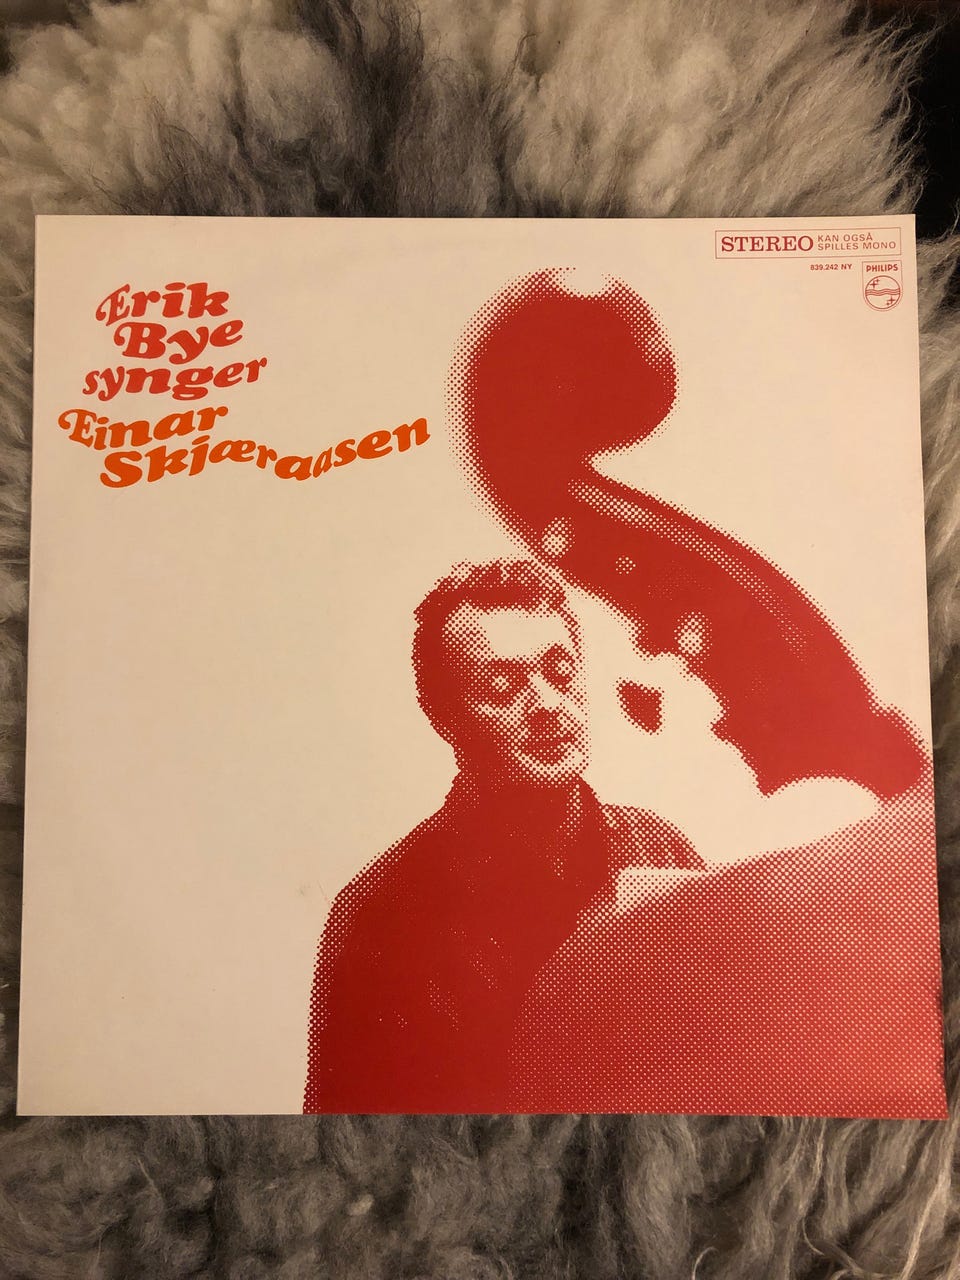 STEREO KAN OGSÅ
SPILLES MONO
839.242 NY
PHILIPS
Erik
Bye
synger
Einar
Skjæraasen